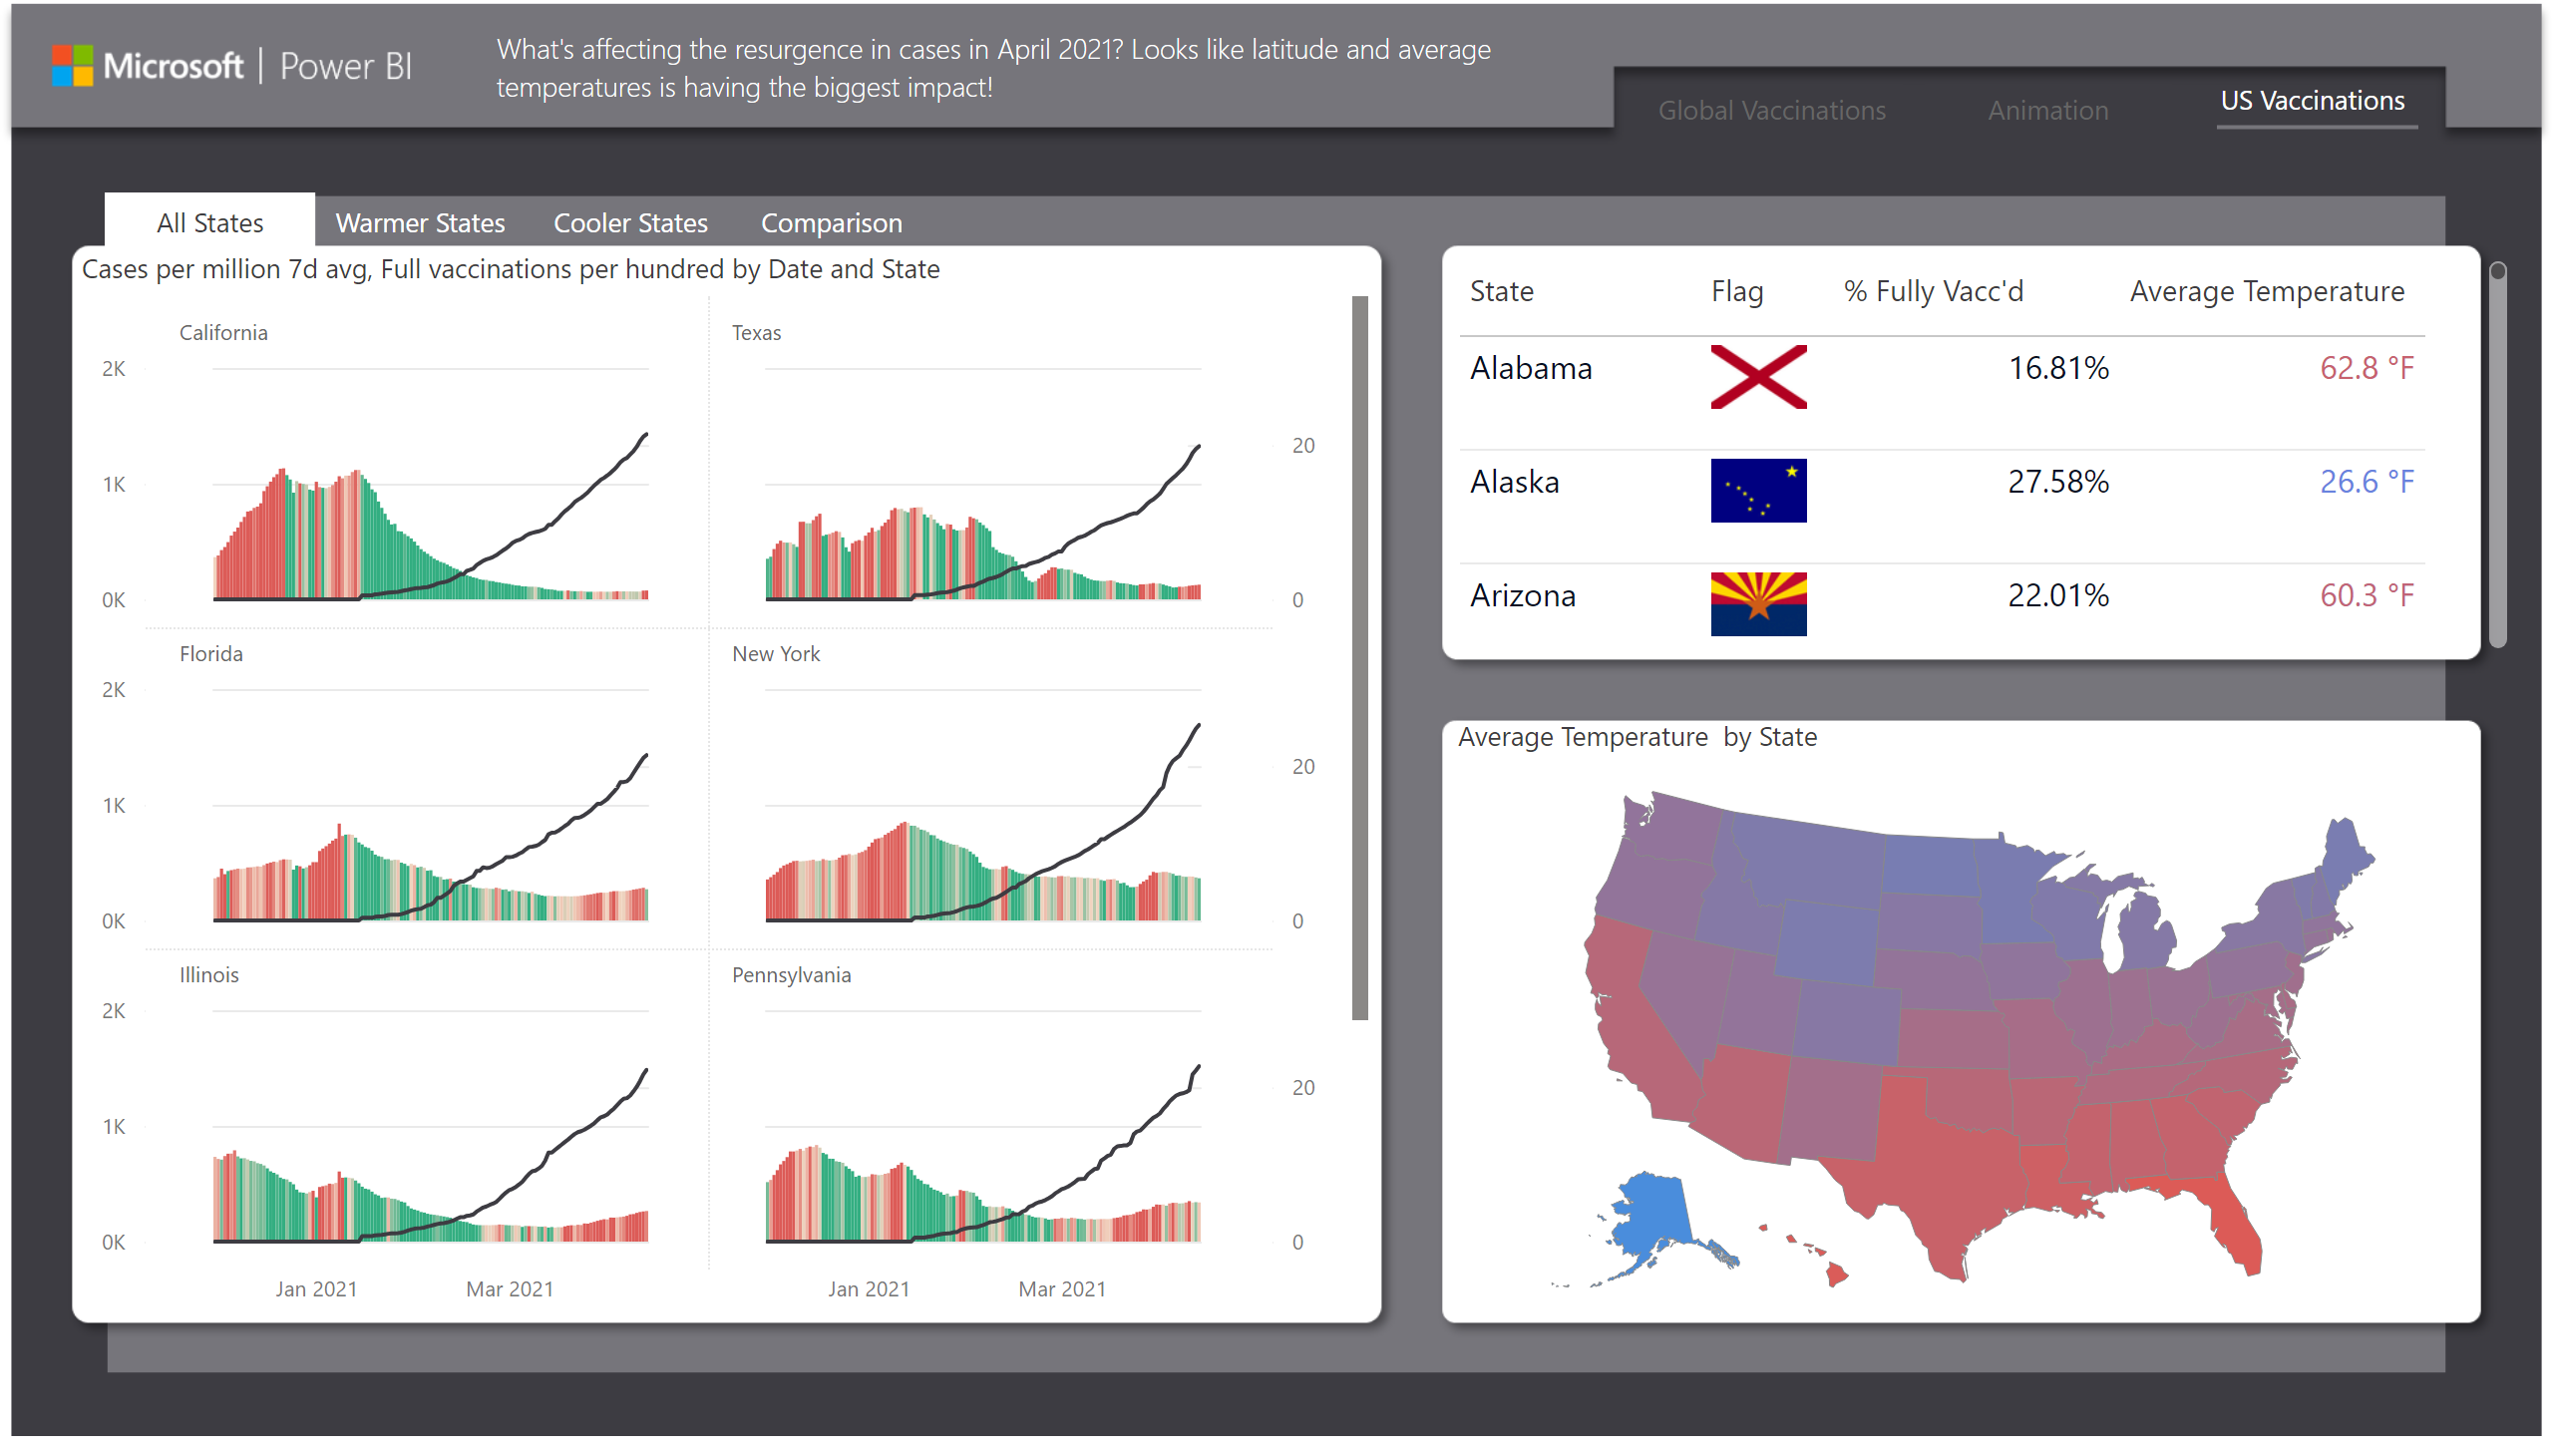 Microsoft | Power BI
What's affecting the resurgence in cases in April 2021? Looks like latitude and average
temperatures is having the biggest impact!
Global Vaccinations Animation US Vaccinations
All States Warmer States Cooler States Comparison
Cases per million 7d avg, Full vaccinations per hundred by Date and State
California Texas
2K
1K
0K
20
0
Florida New York
2K
1K
0K
20
0
Illinois Pennsylvania
2K
1K
0K
20
0
Jan 2021 Mar 2021 Jan 2021 Mar 2021
State Flag % Fully Vacc'd Average Temperature
Alabama 16.81% 62.8 °F
Alaska 27.58% 26.6 °F
Arizona 22.01% 60.3 °F
Average Temperature by State